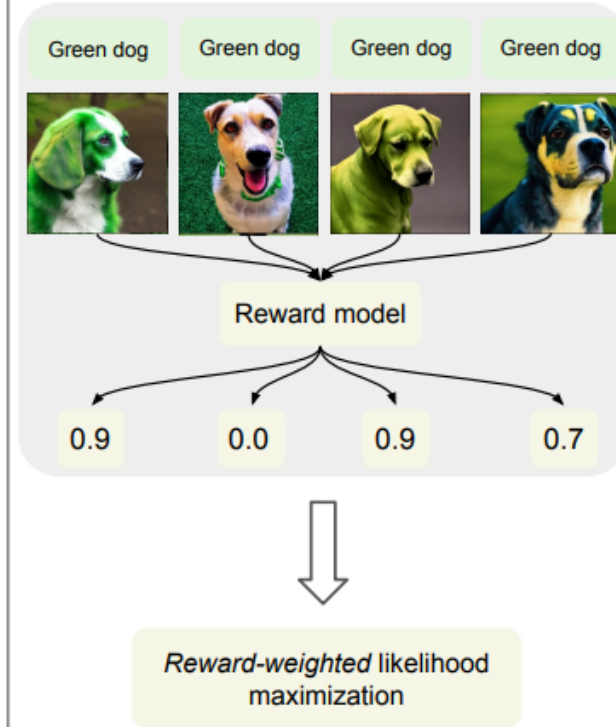 Green dog
Green dog
Green dog
Green dog
Reward model
0.9
0.0
0.9
0.7
Reward-weighted likelihood
maximization